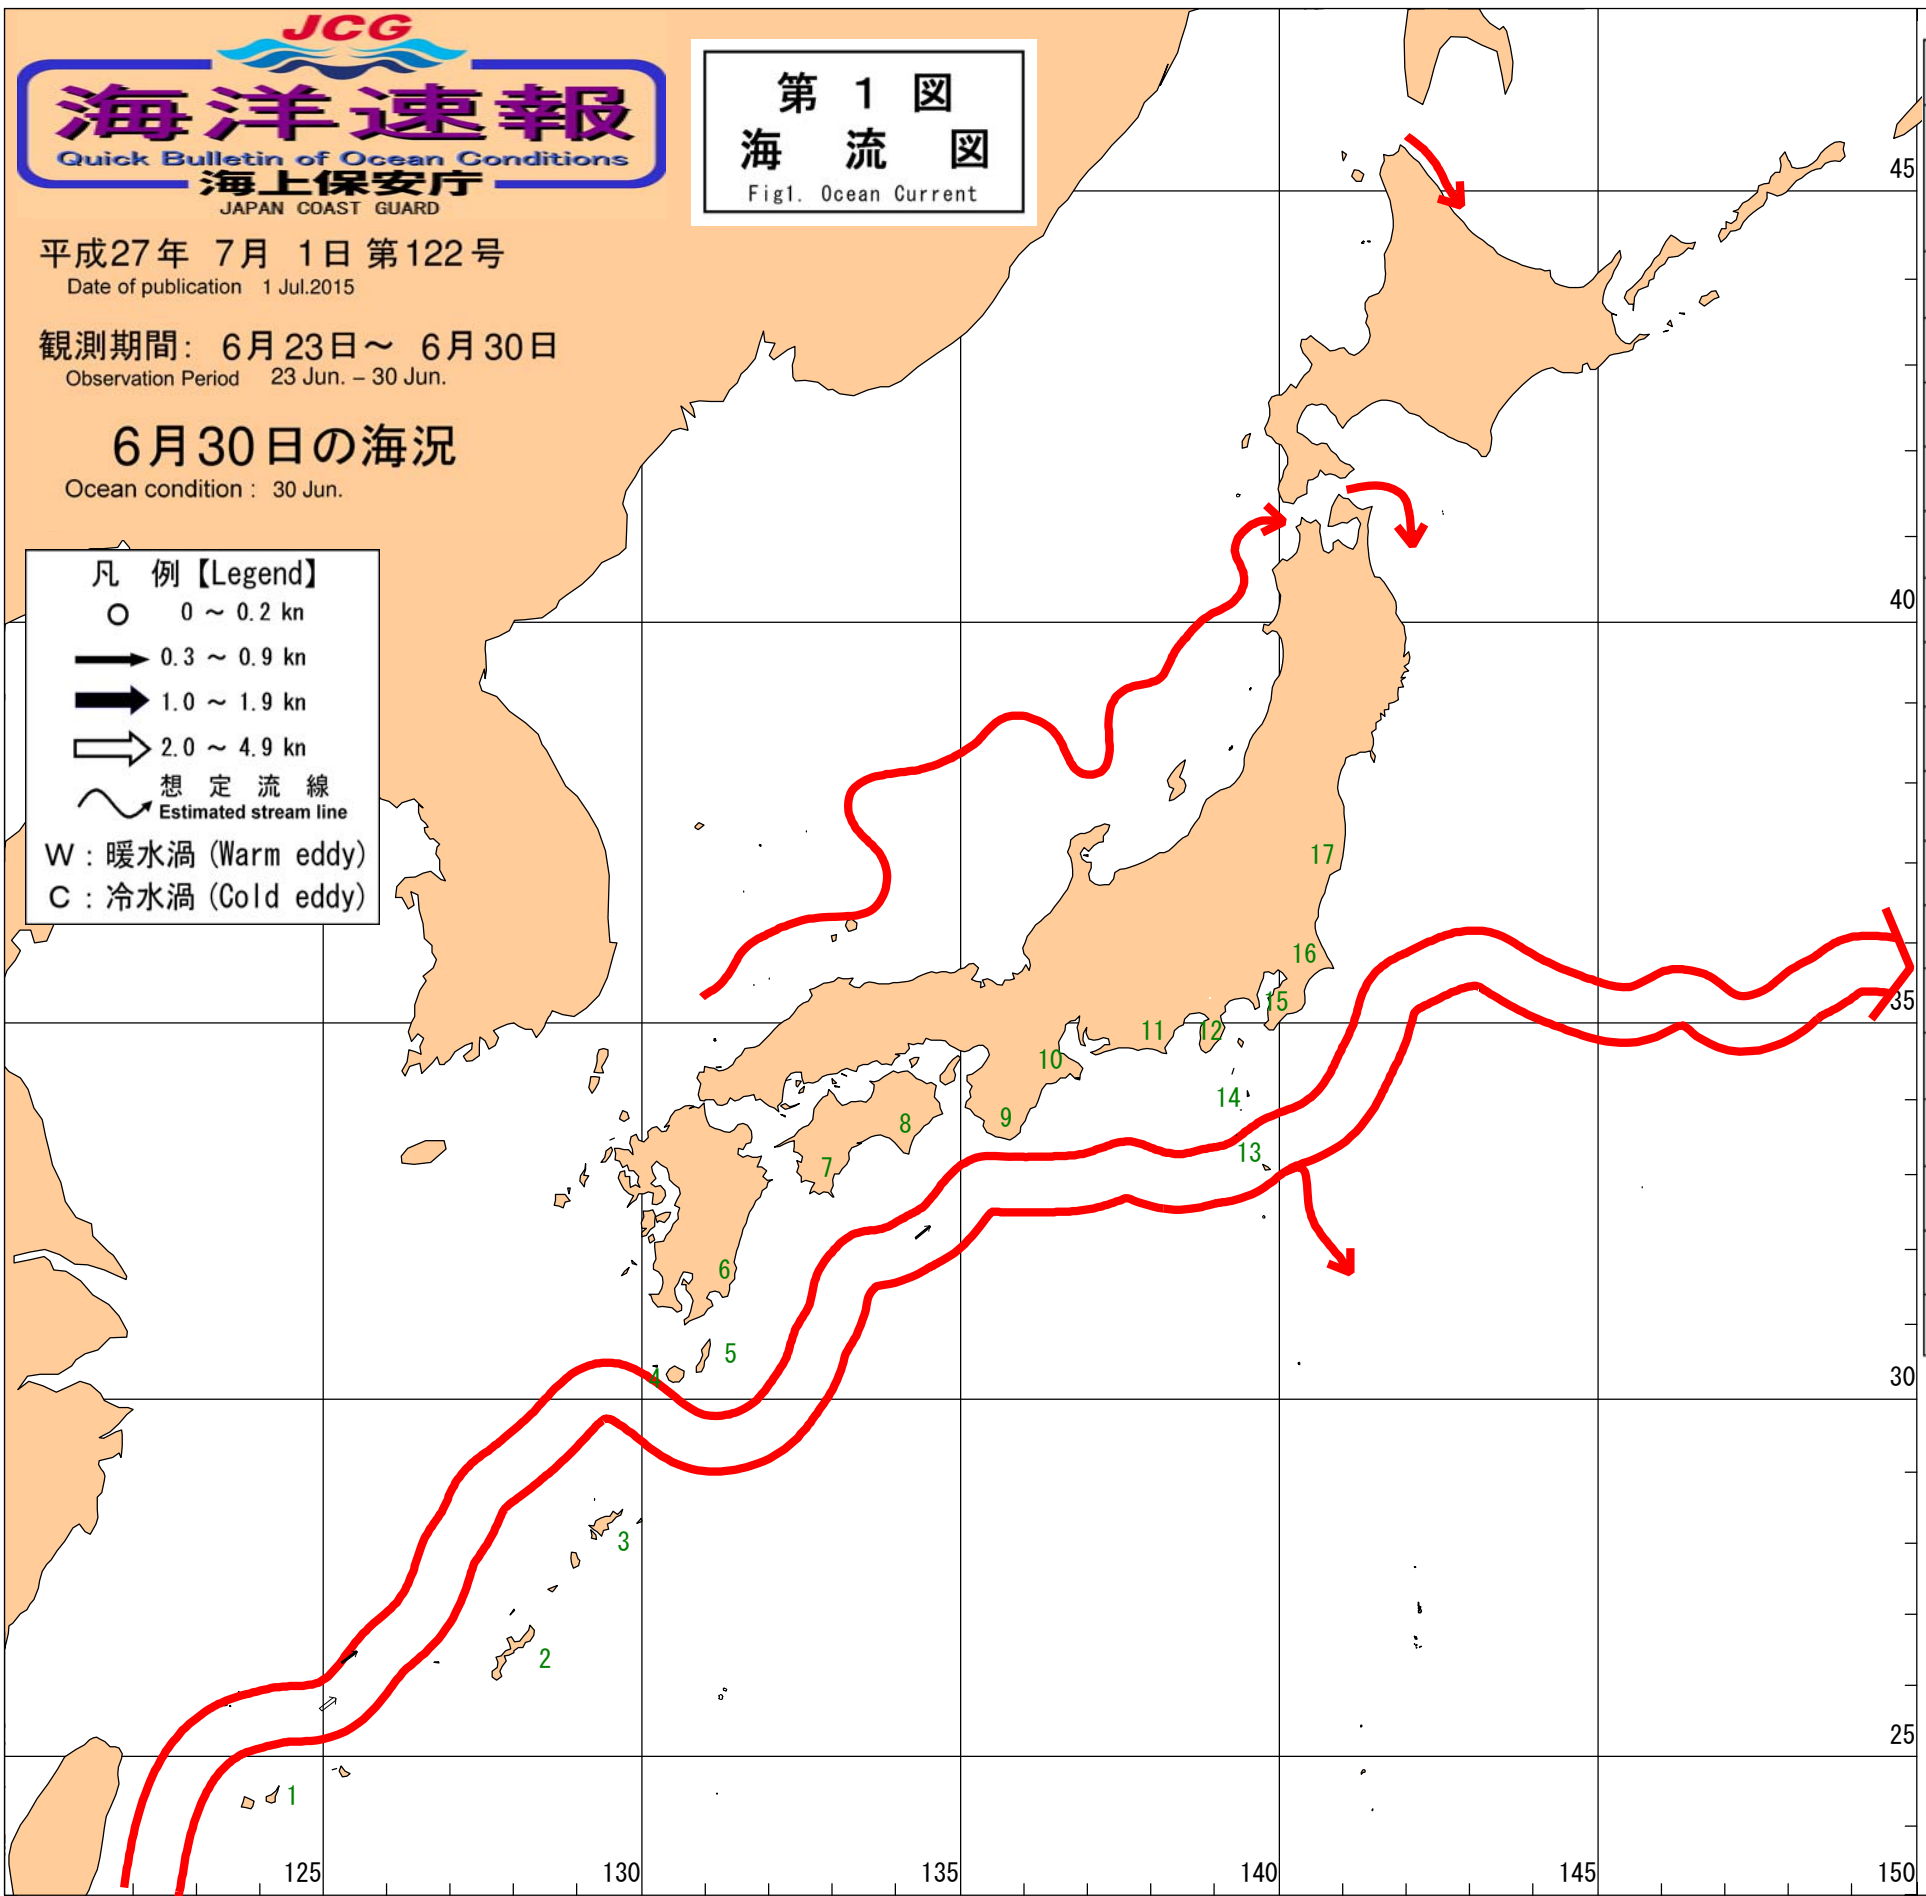 JCG
海洋速報
Quick Bulletin of Ocean Conditions
海上保安庁
JAPAN COAST GUARD
第 1 図
海 流 図
Fig1. Ocean Current
平成27年 7月 1日 第122号
Date of publication 1 Jul.2015
観測期間: 6月23日～ 6月30日
Observation Period 23 Jun. – 30 Jun.
6月30日の海況
Ocean condition : 30 Jun.
凡 例【Legend】
0 ～ 0.2 kn
0.3 ～ 0.9 kn
1.0 ～ 1.9 kn
2.0 ～ 4.9 kn
想 定 流 線
Estimated stream line
W : 暖水渦 (Warm eddy)
C : 冷水渦 (Cold eddy)
45
40
35
30
25
17
16
15
11
12
10
14
9
8
13
7
6
5
4
3
2
1
125
130
135
140
145
150